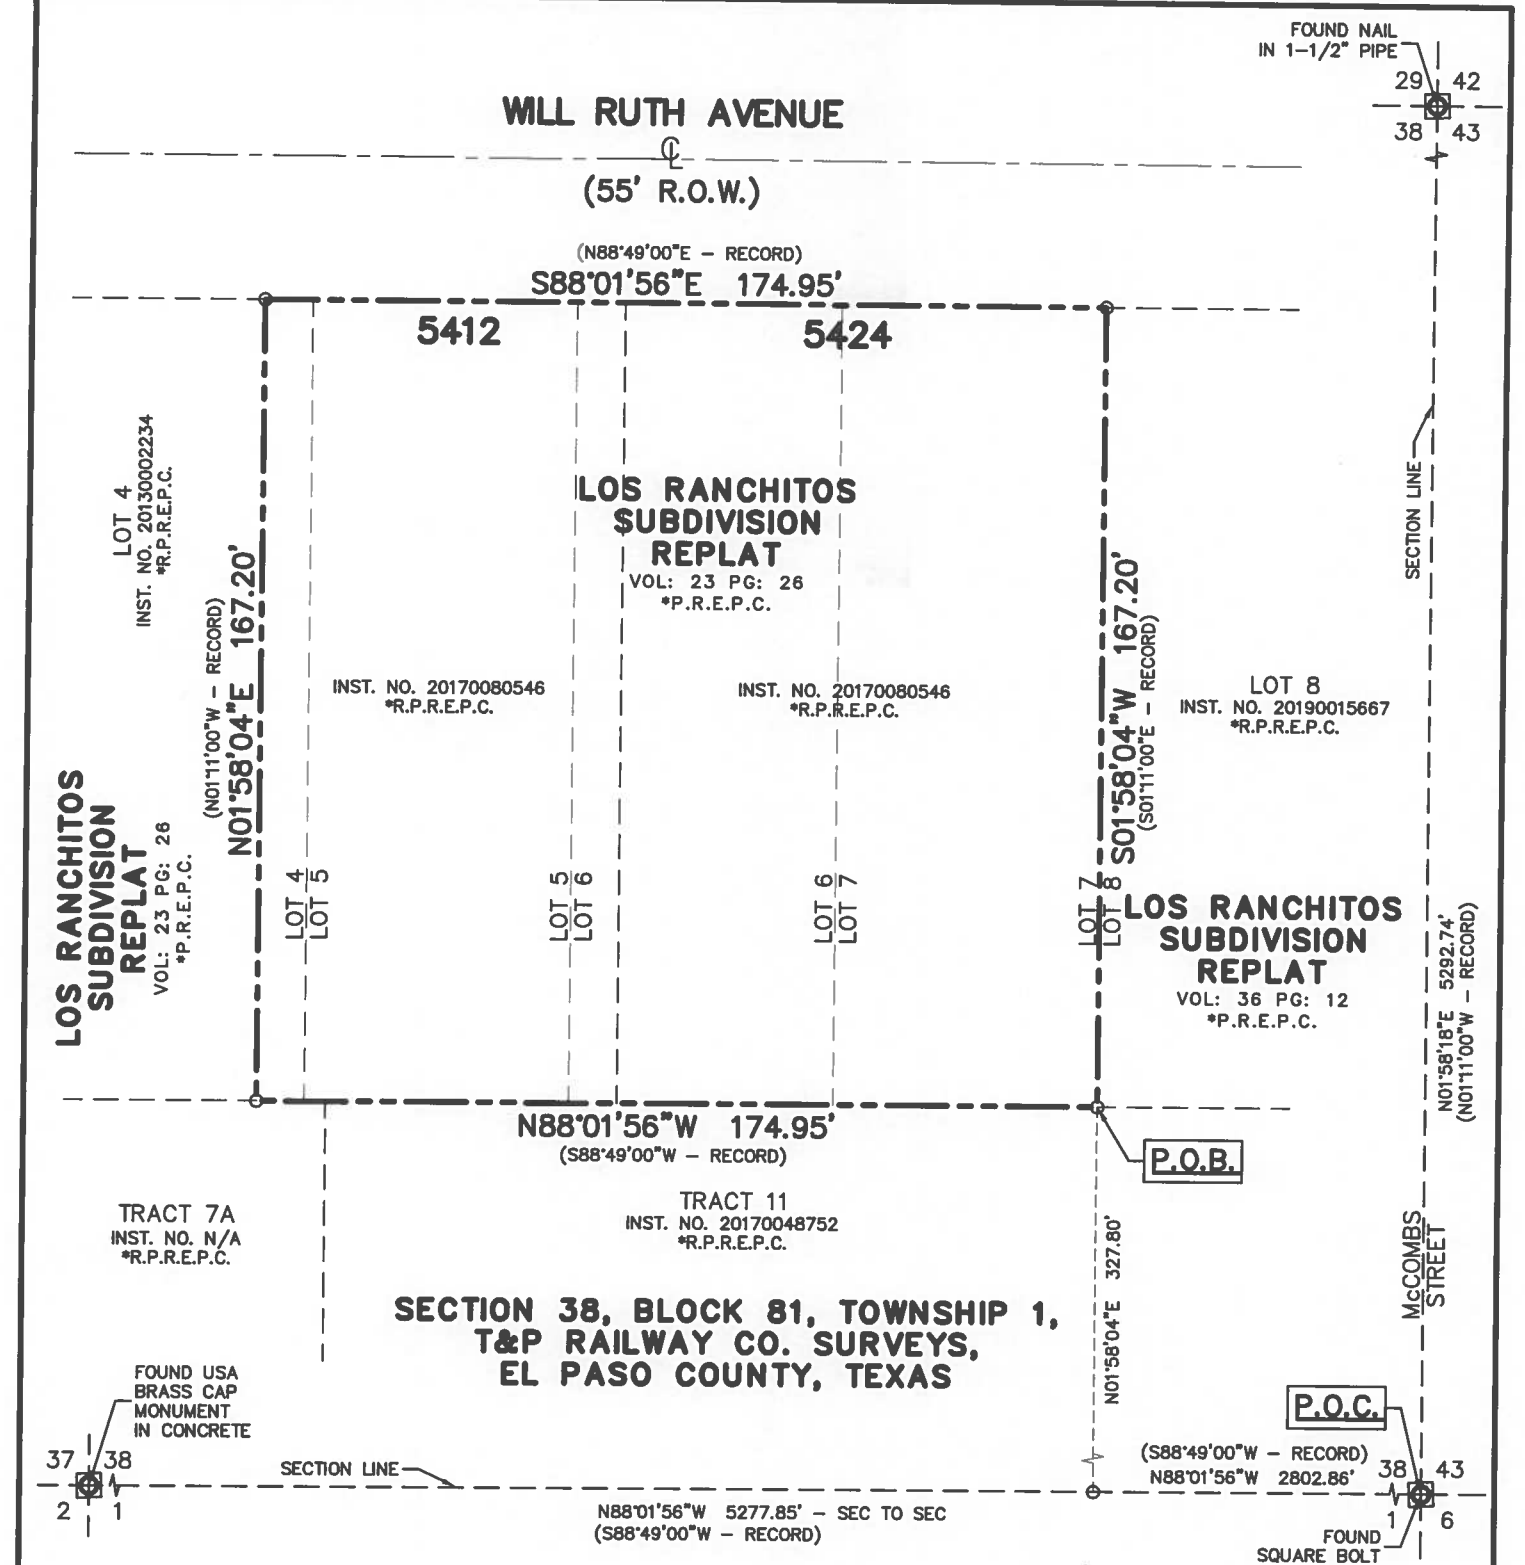 FOUND NAIL
IN 1-1/2" PIPE
29 42
38 43
WILL RUTH AVENUE
℄
(55' R.O.W.)
(N88°49'00"E - RECORD)
S88°01'56"E 174.95'
5412
5424
LOT 4
INST. NO. 20130002234
*R.P.R.E.P.C.
(N01°11'00"W - RECORD)
N01°58'04"E 167.20'
LOS RANCHITOS
SUBDIVISION
REPLAT
VOL: 23 PG: 26
*P.R.E.P.C.
LOS RANCHITOS
SUBDIVISION
REPLAT
VOL: 23 PG: 26
*P.R.E.P.C.
INST. NO. 20170080546
*R.P.R.E.P.C.
INST. NO. 20170080546
*R.P.R.E.P.C.
LOT 4
LOT 5
LOT 5
LOT 6
LOT 6
LOT 7
LOT 7
LOT 8
S01°58'04"W 167.20'
(S01°11'00"E - RECORD)
LOT 8
INST. NO. 20190015667
*R.P.R.E.P.C.
SECTION LINE
LOS RANCHITOS
SUBDIVISION
REPLAT
VOL: 36 PG: 12
*P.R.E.P.C.
N01°58'18"E 5292.74'
(N01°11'00"W - RECORD)
N88°01'56"W 174.95'
(S88°49'00"W - RECORD)
P.O.B.
TRACT 7A
INST. NO. N/A
*R.P.R.E.P.C.
TRACT 11
INST. NO. 20170048752
*R.P.R.E.P.C.
N01°58'04"E 327.80'
McCOMBS
STREET
SECTION 38, BLOCK 81, TOWNSHIP 1,
T&P RAILWAY CO. SURVEYS,
EL PASO COUNTY, TEXAS
FOUND USA
BRASS CAP
MONUMENT
IN CONCRETE
37 38
2 1
SECTION LINE
N88°01'56"W 5277.85' - SEC TO SEC
(S88°49'00"W - RECORD)
P.O.C.
(S88°49'00"W - RECORD)
N88°01'56"W 2802.86'
38 43
1 6
FOUND
SQUARE BOLT